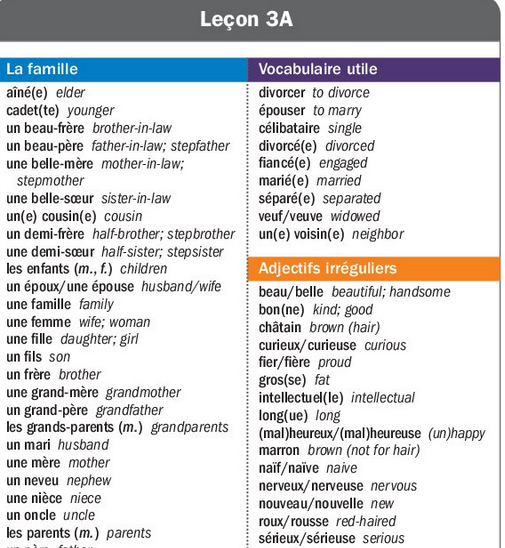 Leçon 3A
La famille
aîné(e) elder
cadet(te) younger
un beau-frère brother-in-law
un beau-père father-in-law; stepfather
une belle-mère mother-in-law;
stepmother
une belle-sœur sister-in-law
un(e) cousin(e) cousin
un demi-frère half-brother; stepbrother
une demi-sœur half-sister; stepsister
les enfants (m., f.) children
un époux/une épouse husband/wife
une famille family
une femme wife; woman
une fille daughter; girl
un fils son
un frère brother
une grand-mère grandmother
un grand-père grandfather
les grands-parents (m.) grandparents
un mari husband
une mère mother
un neveu nephew
une nièce niece
un oncle uncle
les parents (m.) parents
Vocabulaire utile
divorcer to divorce
épouser to marry
célibataire single
divorcé(e) divorced
fiancé(e) engaged
marié(e) married
séparé(e) separated
veuf/veuve widowed
un(e) voisin(e) neighbor
Adjectifs irréguliers
beau/belle beautiful; handsome
bon(ne) kind; good
châtain brown (hair)
curieux/curieuse curious
fier/fière proud
gros(se) fat
intellectuel(le) intellectual
long(ue) long
(mal)heureux/(mal)heureuse (un)happy
marron brown (not for hair)
naïf/naïve naive
nerveux/nerveuse nervous
nouveau/nouvelle new
roux/rousse red-haired
sérieux/sérieuse serious